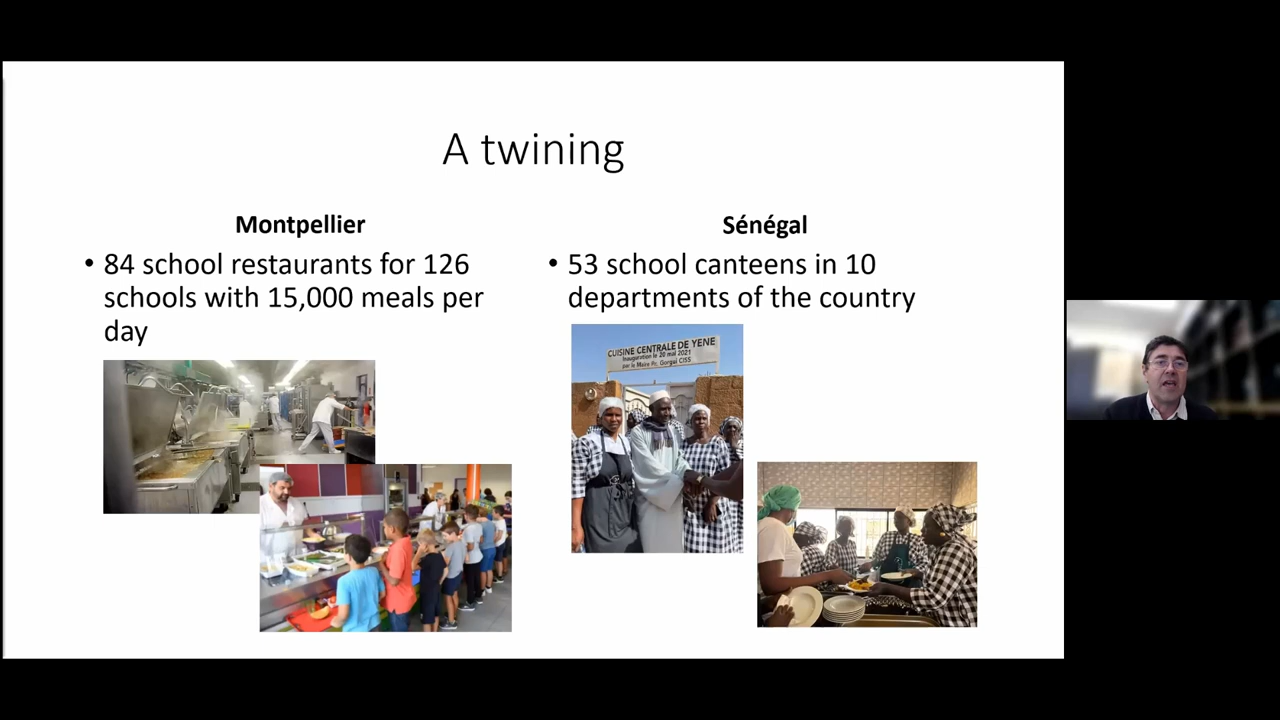 A twining
Montpellier
• 84 school restaurants for 126
schools with 15,000 meals per
day
Sénégal
• 53 school canteens in 10
departments of the country
CUISINE CENTRALE DE YENE
Inauguration le 20 mai 2021
par le Maire Pr. Gorgui CISS